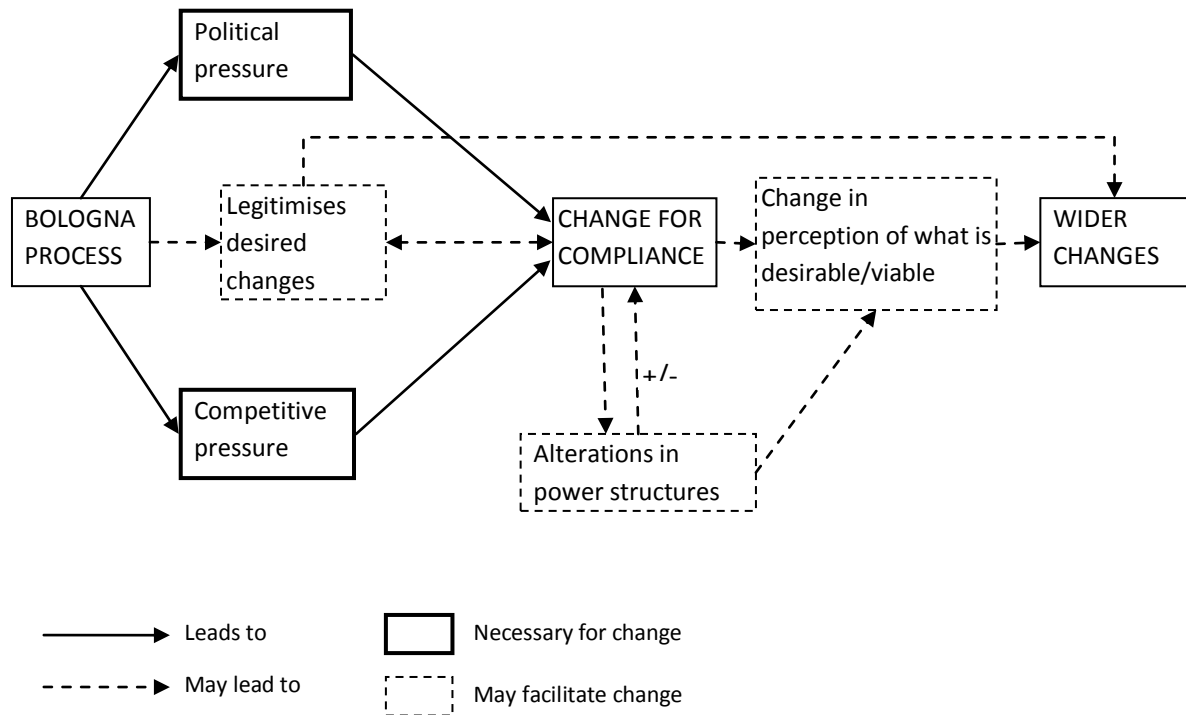 Political
pressure
BOLOGNA
PROCESS
Legitimises
desired
changes
CHANGE FOR
COMPLIANCE
Change in
perception of what is
desirable/viable
WIDER
CHANGES
+/-
Competitive
pressure
Alterations in
power structures
Leads to
Necessary for change
May lead to
May facilitate change